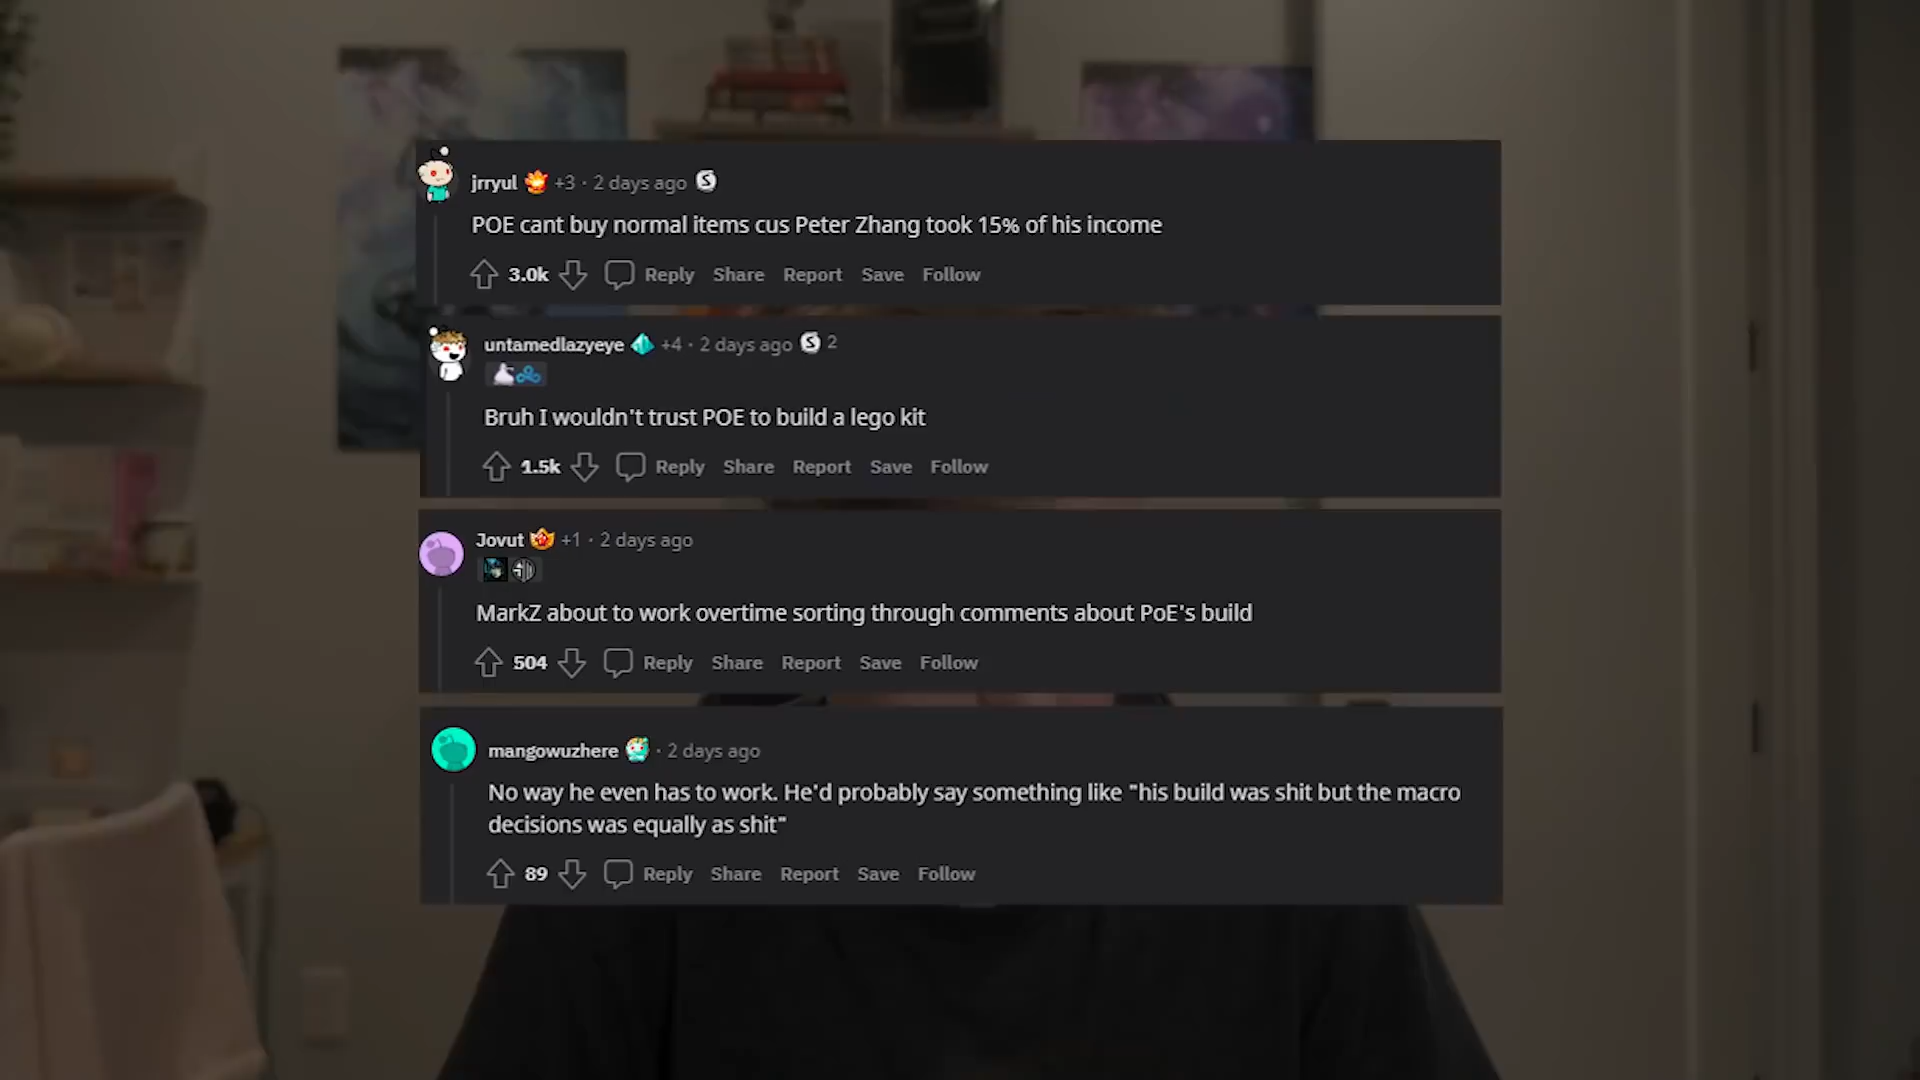 jrryul +3 · 2 days ago S
POE cant buy normal items cus Peter Zhang took 15% of his income
3.0k Reply Share Report Save Follow
untamedlazyeye +4 · 2 days ago S 2
Bruh I wouldn't trust POE to build a lego kit
1.5k Reply Share Report Save Follow
Jovut +1 · 2 days ago
MarkZ about to work overtime sorting through comments about PoE's build
504 Reply Share Report Save Follow
mangowuzhere · 2 days ago
No way he even has to work. He'd probably say something like "his build was shit but the macro
decisions was equally as shit"
89 Reply Share Report Save Follow